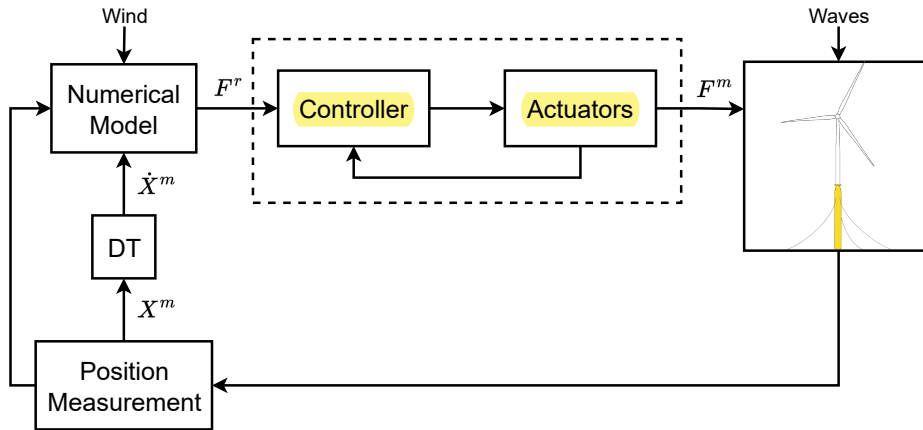 Wind
Waves
Numerical
Model
F^r
Controller
Actuators
F^m
Ẋ^m
DT
X^m
Position
Measurement